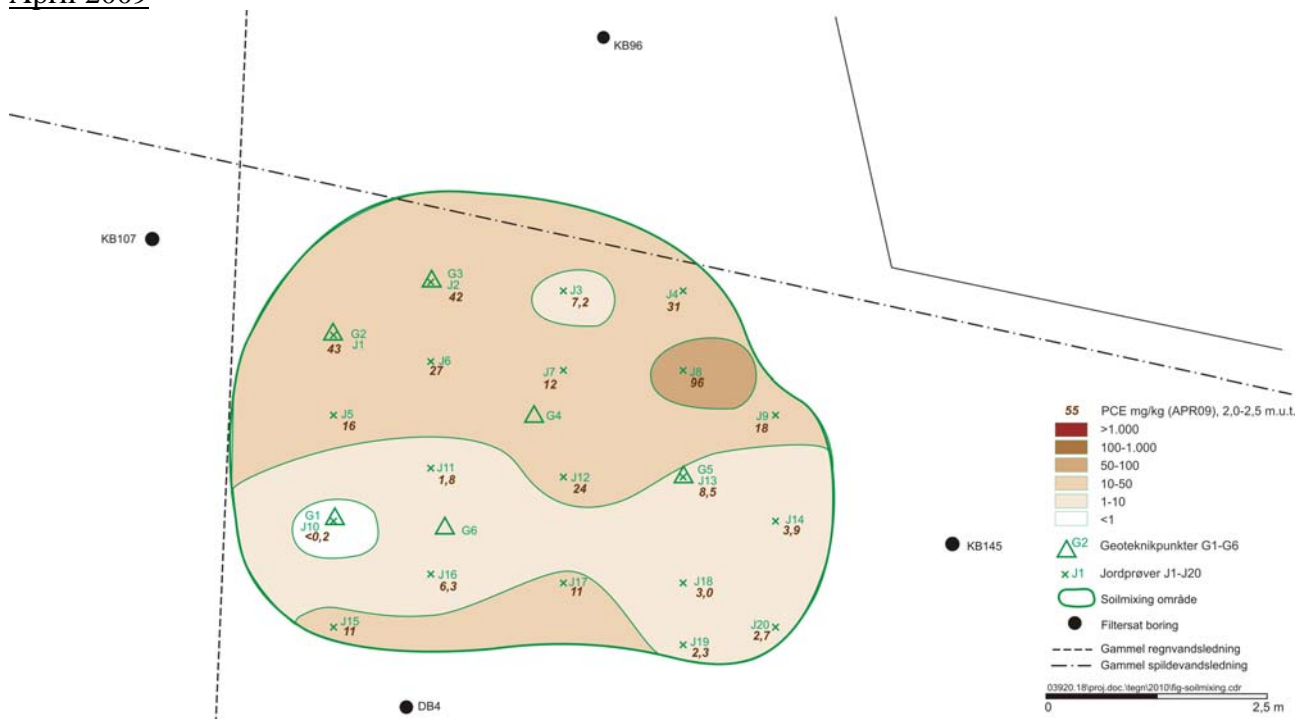 April 2009
KB96
KB107
G3
J2
42
J3
7,2
J4
31
G2
J1
43
J6
27
J7
12
J8
96
J5
16
G4
J9
18
J11
1,8
J12
24
G5
J13
8,5
G1
J10
<0,2
G6
J14
3,9
KB145
J16
6,3
J17
11
J18
3,0
J15
11
J20
2,7
J19
2,3
DB4
55 PCE mg/kg (APR09), 2,0-2,5 m.u.t.
>1.000
100-1.000
50-100
10-50
1-10
<1
G2 Geoteknikpunkter G1-G6
J1 Jordprøver J1-J20
Soilmixing område
Filtersat boring
Gammel regnvandsledning
Gammel spildevandsledning
03920.18\proj.doc.\tegn\2010\fig-soilmixing.cdr
0 2,5 m